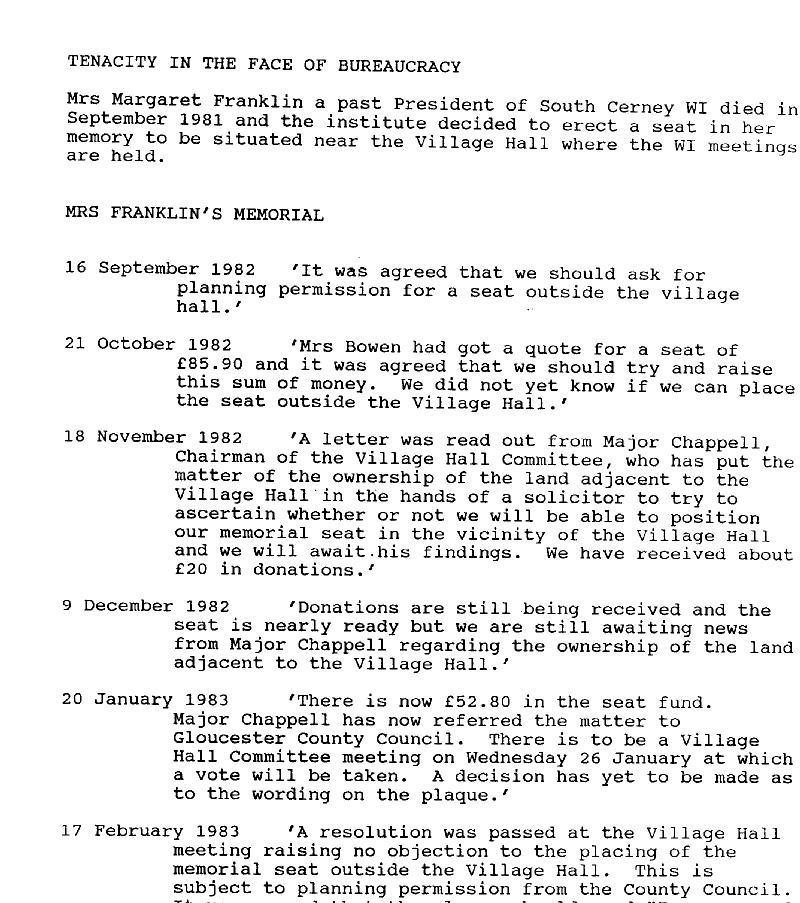 TENACITY IN THE FACE OF BUREAUCRACY
Mrs Margaret Franklin a past President of South Cerney WI died in
September 1981 and the institute decided to erect a seat in her
memory to be situated near the Village Hall where the WI meetings
are held.
MRS FRANKLIN'S MEMORIAL
16 September 1982 'It was agreed that we should ask for
planning permission for a seat outside the village
hall.'
21 October 1982 'Mrs Bowen had got a quote for a seat of
£85.90 and it was agreed that we should try and raise
this sum of money. We did not yet know if we can place
the seat outside the Village Hall.'
18 November 1982 'A letter was read out from Major Chappell,
Chairman of the Village Hall Committee, who has put the
matter of the ownership of the land adjacent to the
Village Hall in the hands of a solicitor to try to
ascertain whether or not we will be able to position
our memorial seat in the vicinity of the Village Hall
and we will await his findings. We have received about
£20 in donations.'
9 December 1982 'Donations are still being received and the
seat is nearly ready but we are still awaiting news
from Major Chappell regarding the ownership of the land
adjacent to the Village Hall.'
20 January 1983 'There is now £52.80 in the seat fund.
Major Chappell has now referred the matter to
Gloucester County Council. There is to be a Village
Hall Committee meeting on Wednesday 26 January at which
a vote will be taken. A decision has yet to be made as
to the wording on the plaque.'
17 February 1983 'A resolution was passed at the Village Hall
meeting raising no objection to the placing of the
memorial seat outside the Village Hall. This is
subject to planning permission from the County Council.